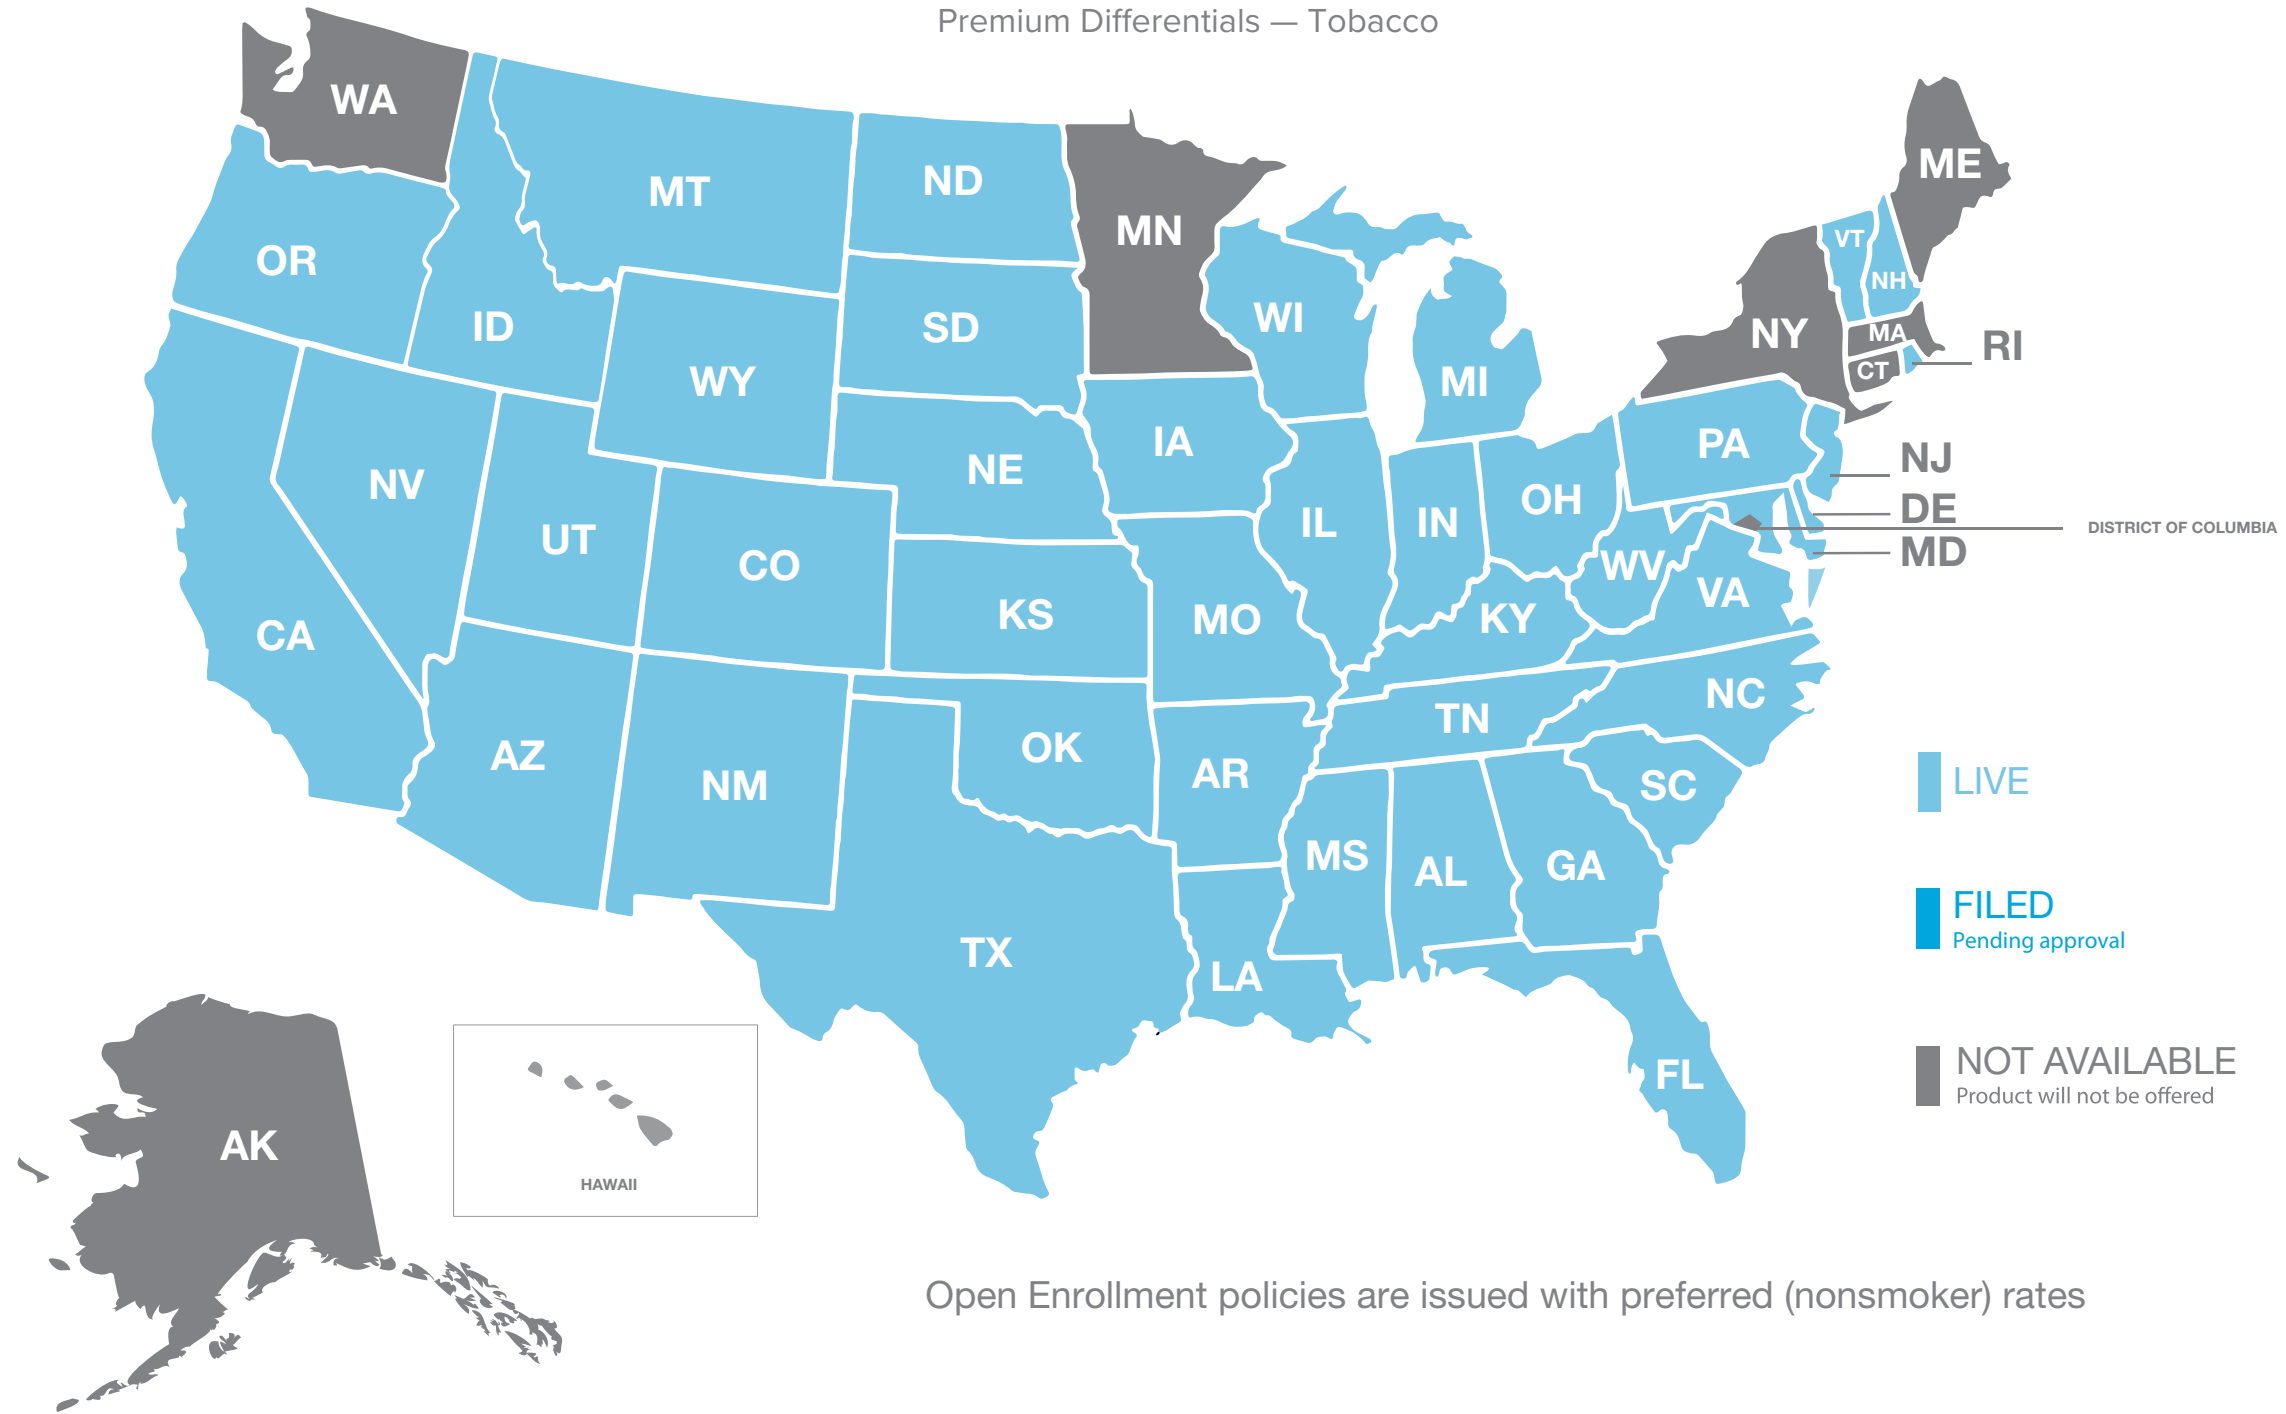 Premium Differentials — Tobacco
WA
MT
ND
MN
ME
OR
ID
WY
SD
WI
MI
NY
VT
NH
MA
CT
RI
NV
UT
CO
NE
IA
IL
IN
OH
PA
NJ
DE
DISTRICT OF COLUMBIA
MD
CA
KS
MO
KY
WV
VA
AZ
NM
OK
AR
TN
NC
SC
TX
LA
MS
AL
GA
FL
LIVE
FILED
Pending approval
NOT AVAILABLE
Product will not be offered
AK
HAWAII
Open Enrollment policies are issued with preferred (nonsmoker) rates